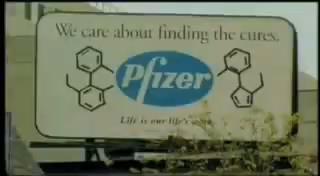 We care about finding the cures.
Pfizer
Life is our life's work